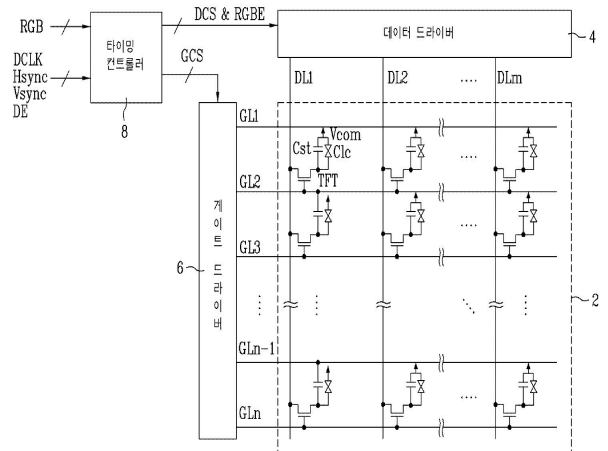 RGB
DCLK
Hsync
Vsync
DE
타이밍
컨트롤러
8
DCS & RGBE
GCS
데이터 드라이버
4
DL1
DL2
....
DLm
GL1
Vcom
Cst
Clc
....
TFT
GL2
....
게이트 드라이버
6
GL3
2
GLn-1
....
GLn